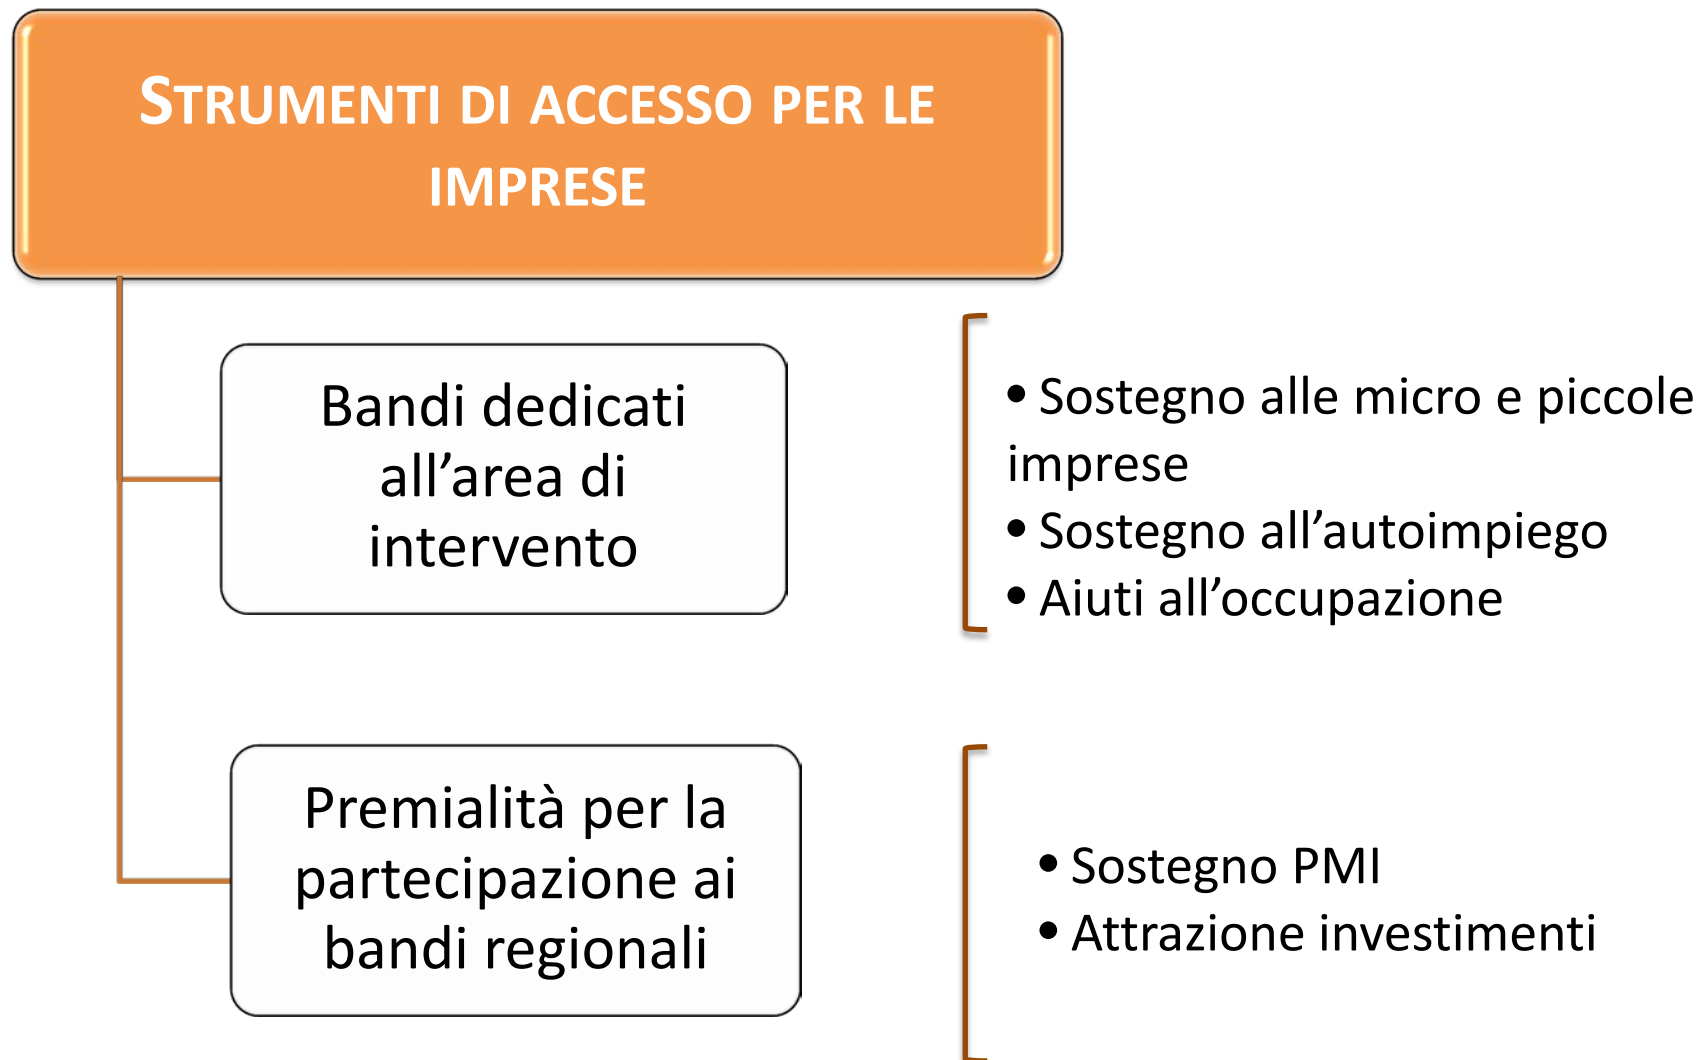 STRUMENTI DI ACCESSO PER LE
IMPRESE
Bandi dedicati
all’area di
intervento
• Sostegno alle micro e piccole
imprese
• Sostegno all’autoimpiego
• Aiuti all’occupazione
Premialità per la
partecipazione ai
bandi regionali
• Sostegno PMI
• Attrazione investimenti